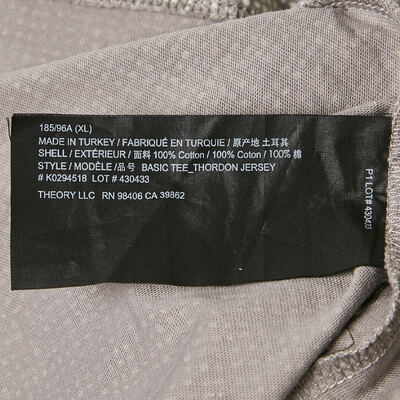 185/96A (XL)
MADE IN TURKEY / FABRIQUÉ EN TURQUIE / 原产地 土耳其
SHELL / EXTÉRIEUR / 面料 100% Cotton / 100% Coton / 100% 棉
STYLE / MODÈLE /品号 BASIC TEE_THORDON JERSEY
# K0294518 LOT # 430433
THEORY LLC RN 98406 CA 39862
P1 LOT# 430433